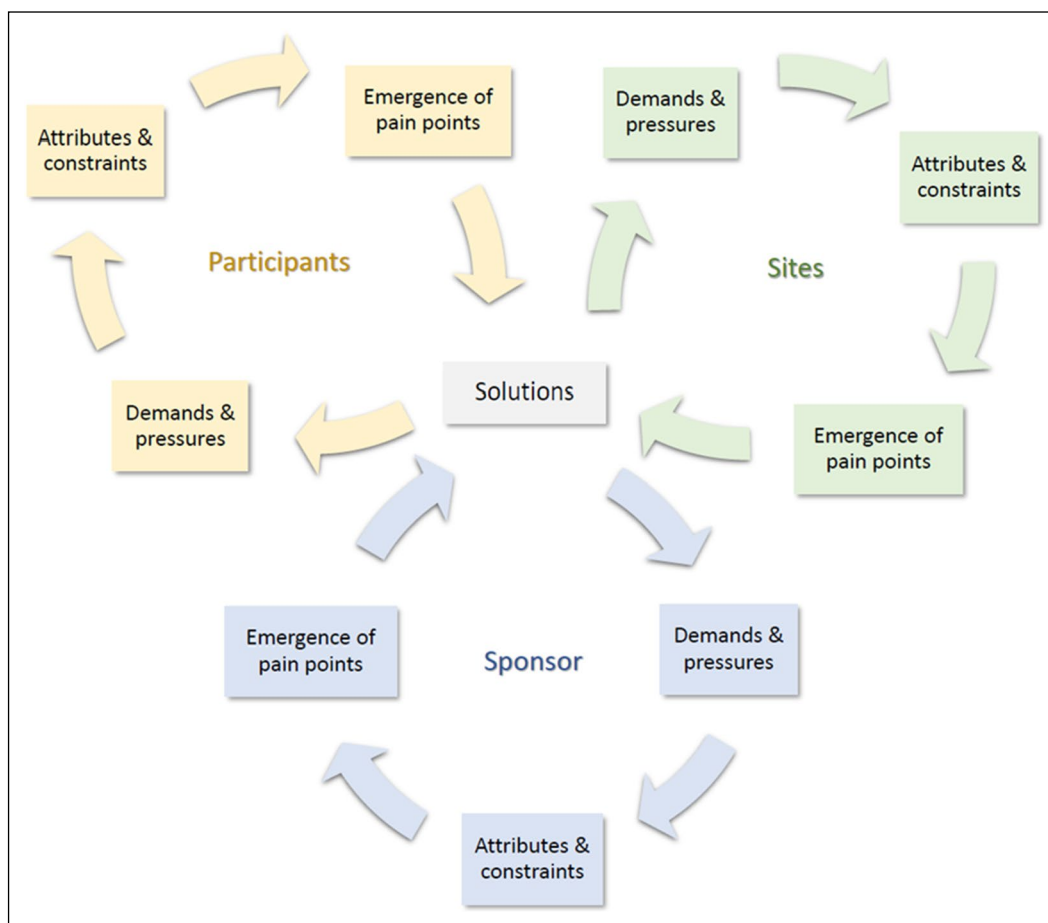 Emergence of
pain points
Attributes &
constraints
Participants
Demands &
pressures
Demands &
pressures
Attributes &
constraints
Sites
Emergence of
pain points
Solutions
Emergence of
pain points
Sponsor
Demands &
pressures
Attributes &
constraints